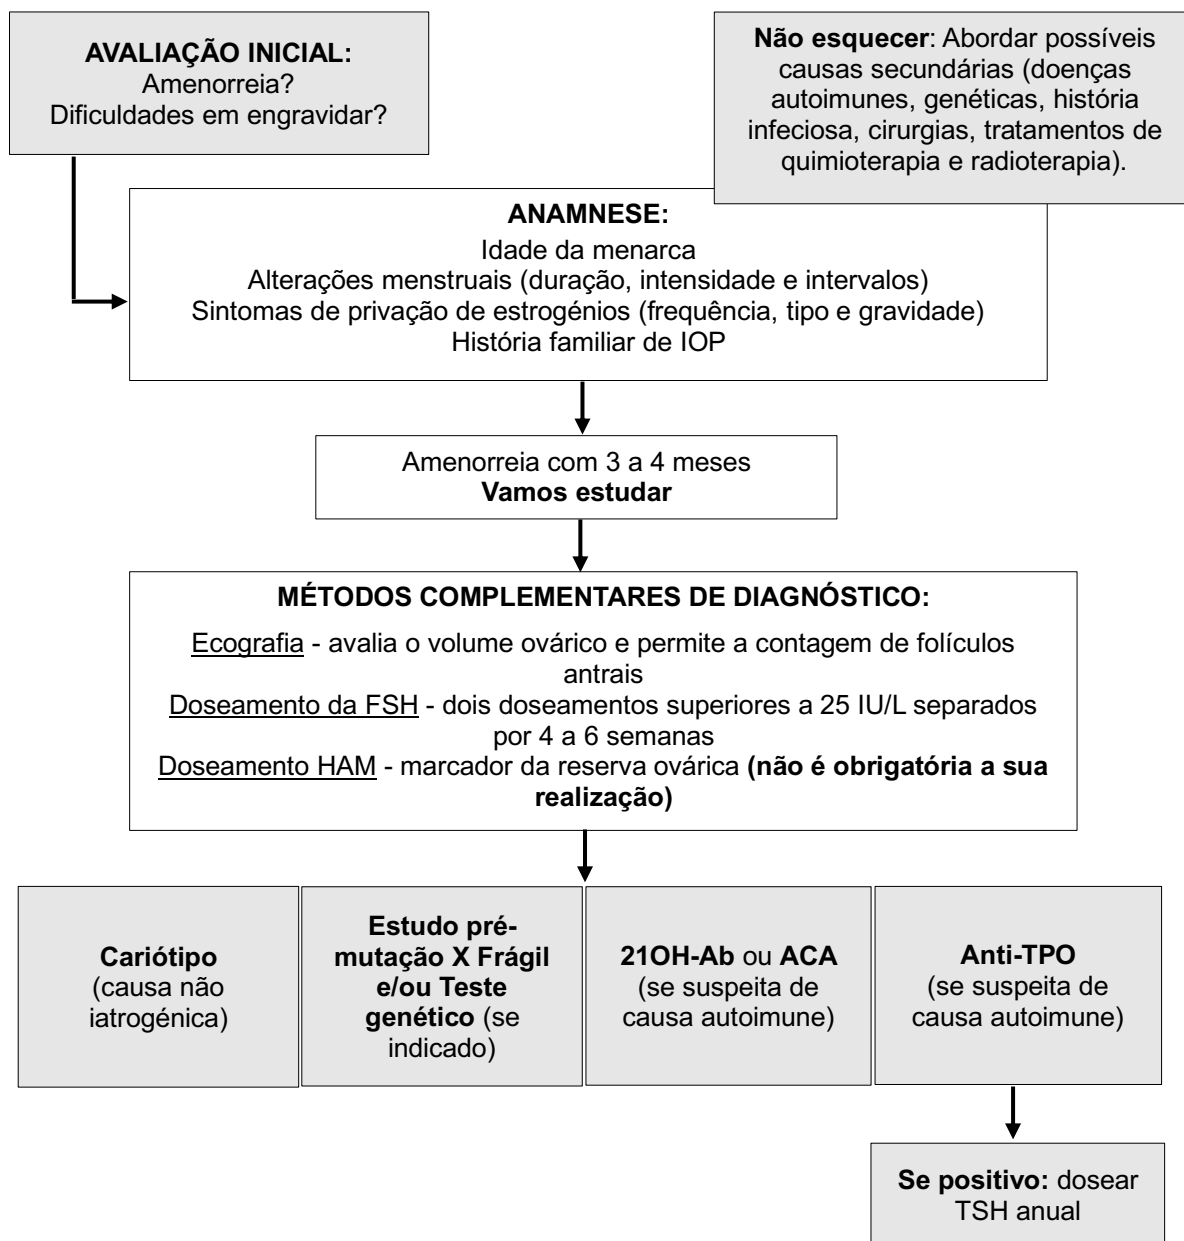 AVALIAÇÃO INICIAL:
Amenorreia?
Dificuldades em engravidar?
Não esquecer: Abordar possíveis
causas secundárias (doenças
autoimunes, genéticas, história
infeciosa, cirurgias, tratamentos de
quimioterapia e radioterapia).
ANAMNESE:
Idade da menarca
Alterações menstruais (duração, intensidade e intervalos)
Sintomas de privação de estrogénios (frequência, tipo e gravidade)
História familiar de IOP
Amenorreia com 3 a 4 meses
Vamos estudar
MÉTODOS COMPLEMENTARES DE DIAGNÓSTICO:
Ecografia - avalia o volume ovárico e permite a contagem de folículos
antrais
Doseamento da FSH - dois doseamentos superiores a 25 IU/L separados
por 4 a 6 semanas
Doseamento HAM - marcador da reserva ovárica (não é obrigatória a sua
realização)
Cariótipo
(causa não
iatrogénica)
Estudo pré-
mutação X Frágil
e/ou Teste
genético (se
indicado)
21OH-Ab ou ACA
(se suspeita de
causa autoimune)
Anti-TPO
(se suspeita de
causa autoimune)
Se positivo: dosear
TSH anual